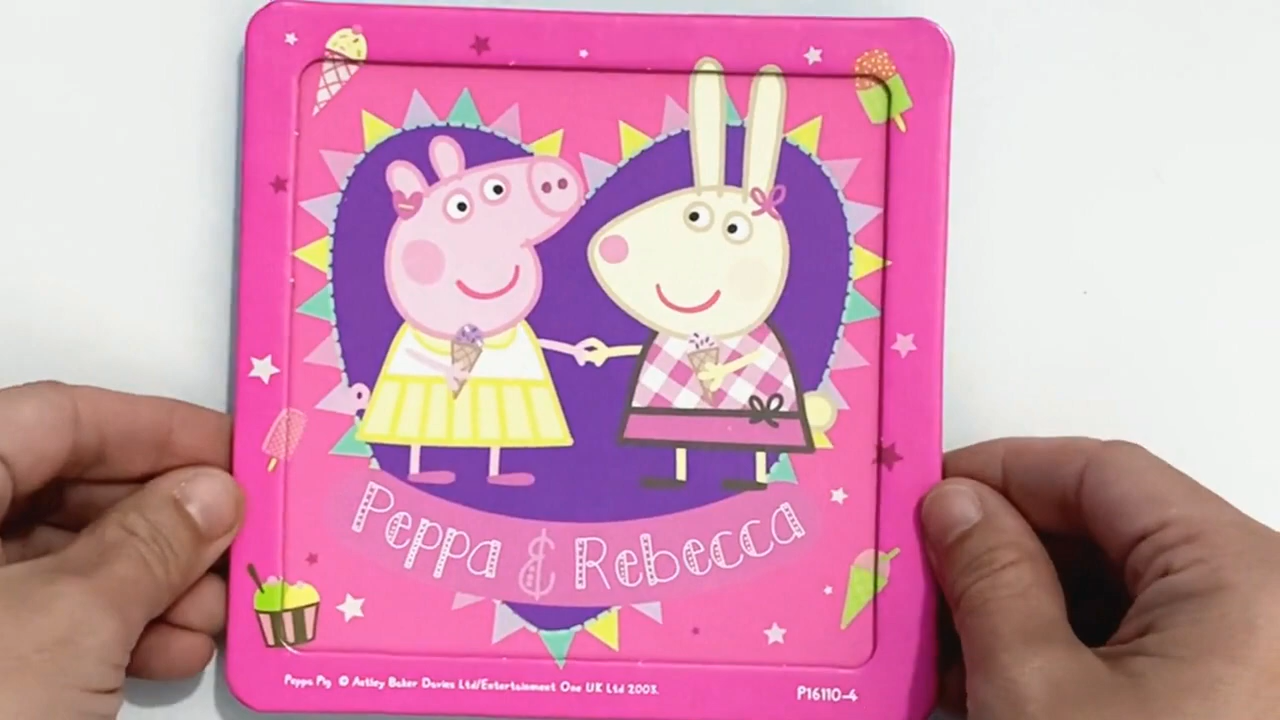 Peppa & Rebecca
Peppa Pig © Astley Baker Davies Ltd/Entertainment One UK Ltd 2003.
P16110-4